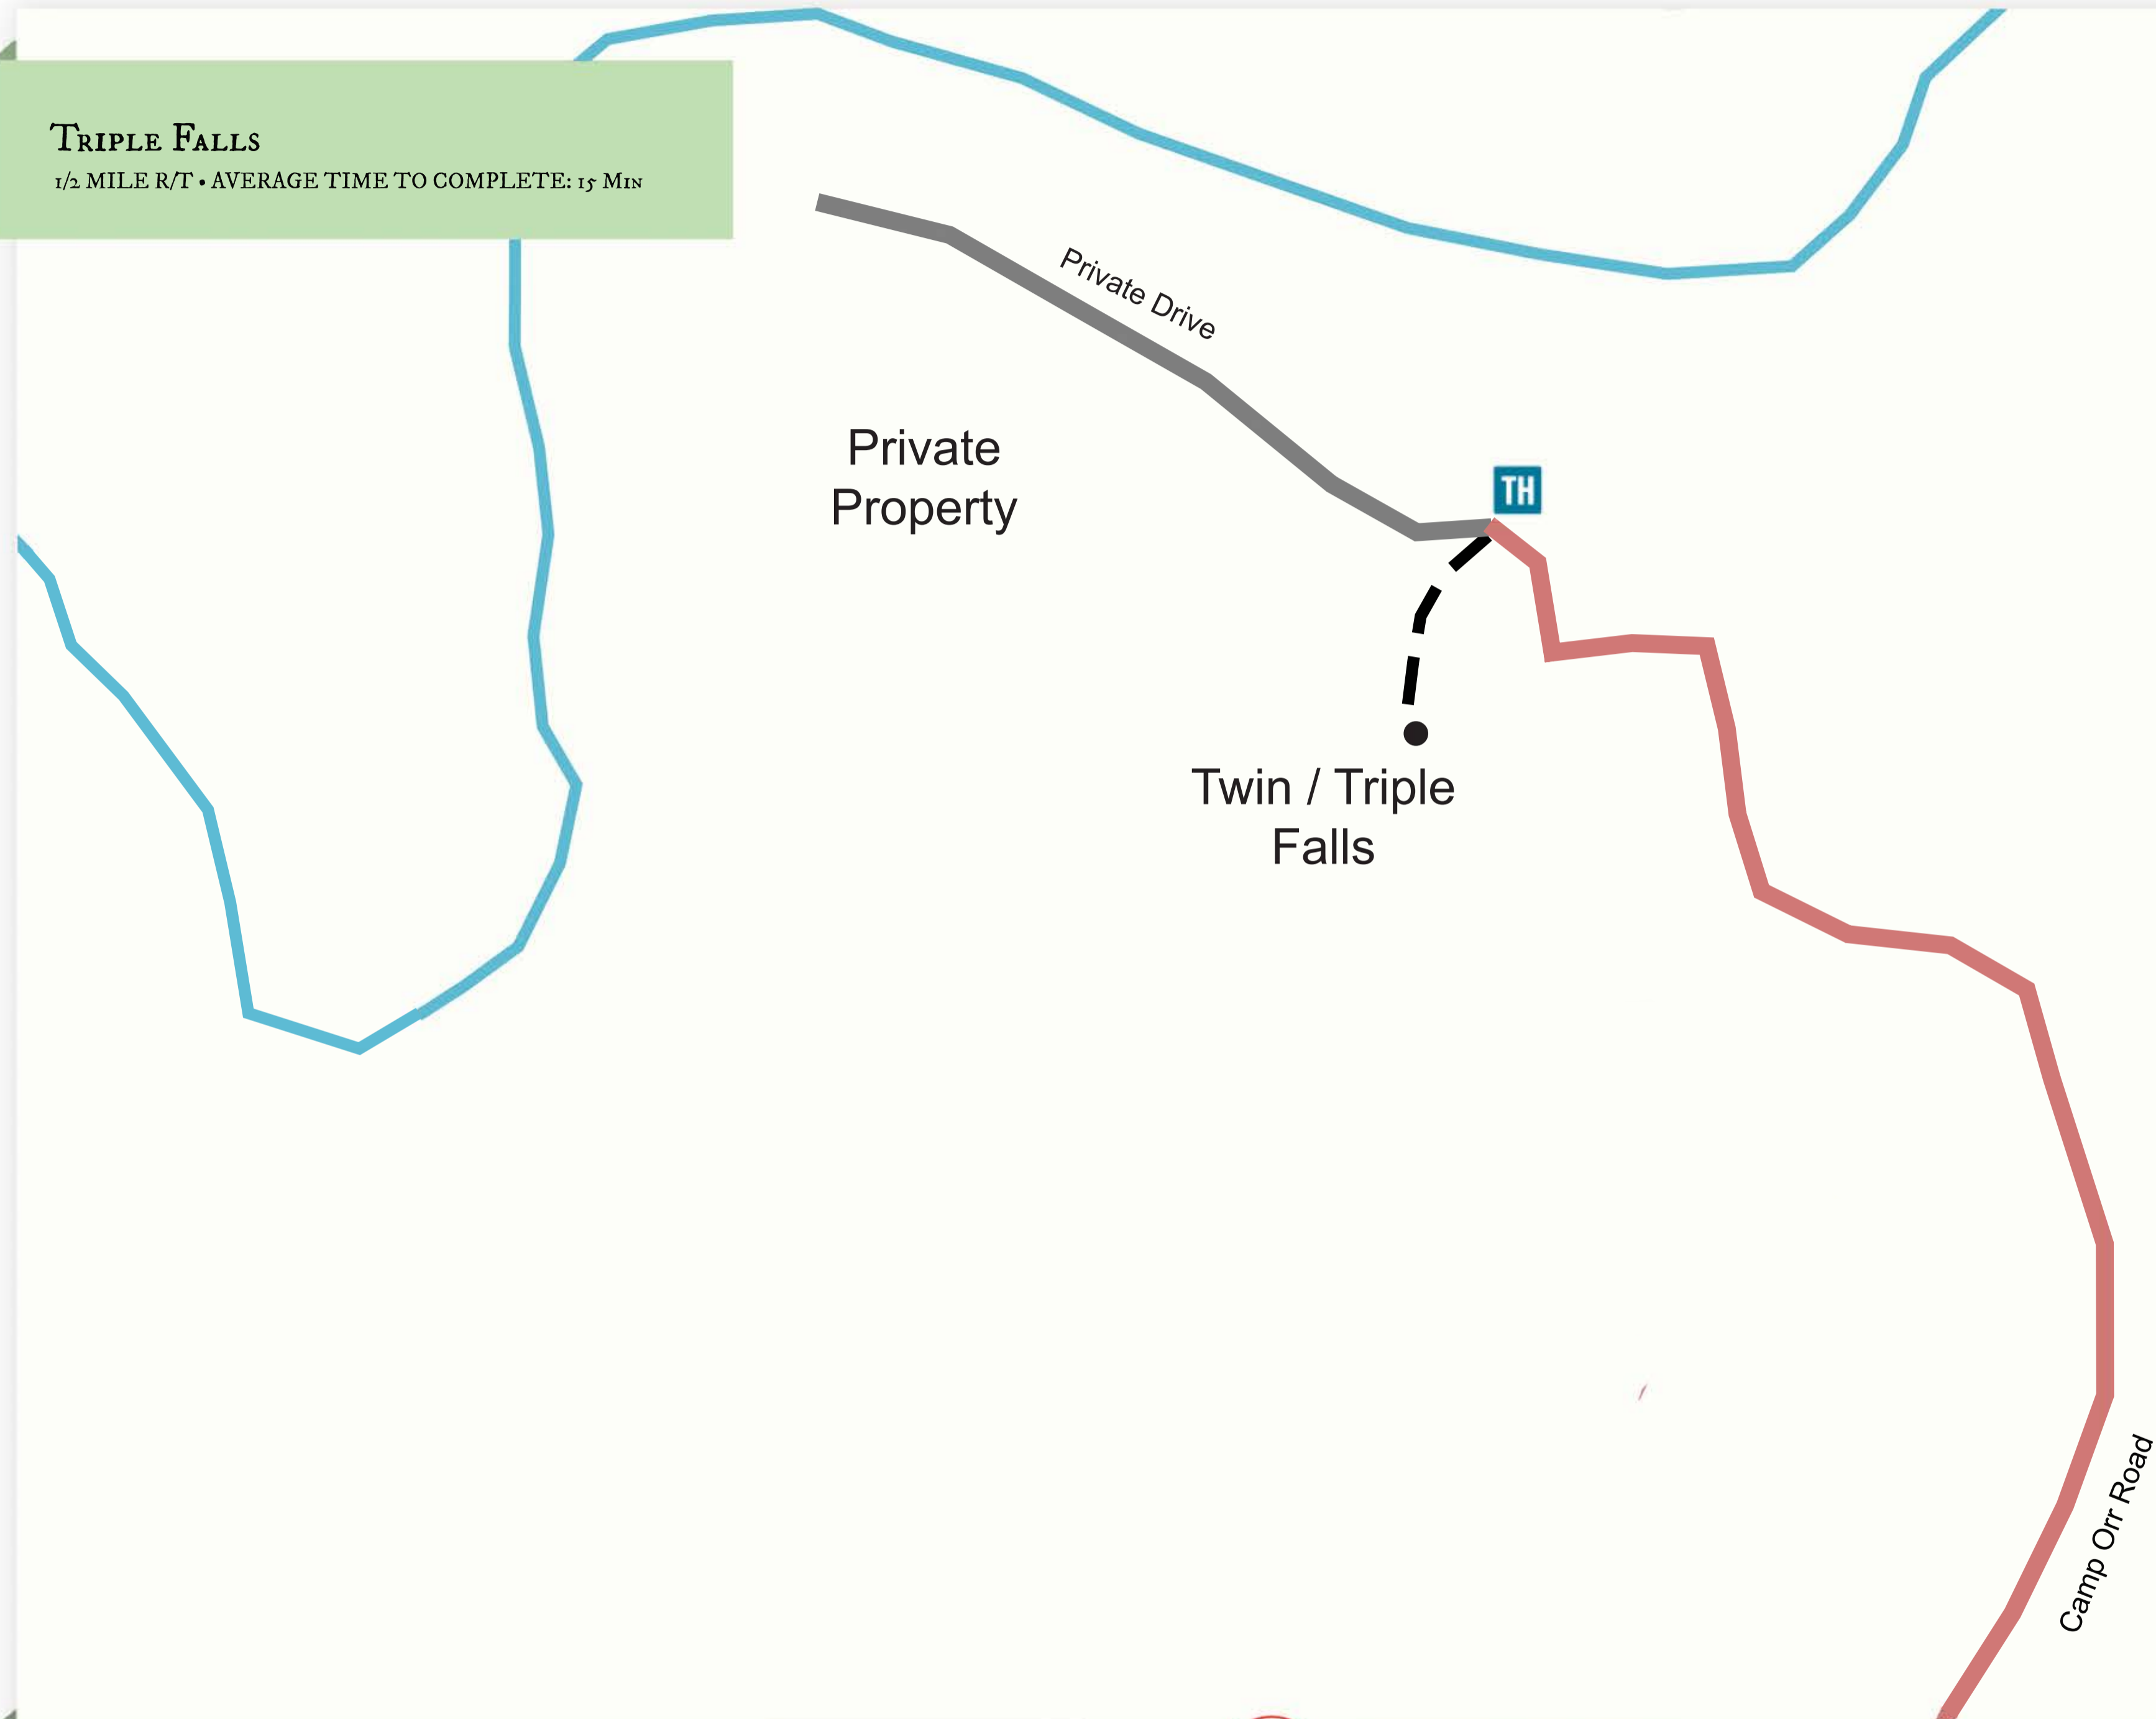 Triple Falls
1/2 MILE R/T • AVERAGE TIME TO COMPLETE: 15 MIN
Private Drive
Private
Property
TH
Twin / Triple
Falls
Camp Orr Road